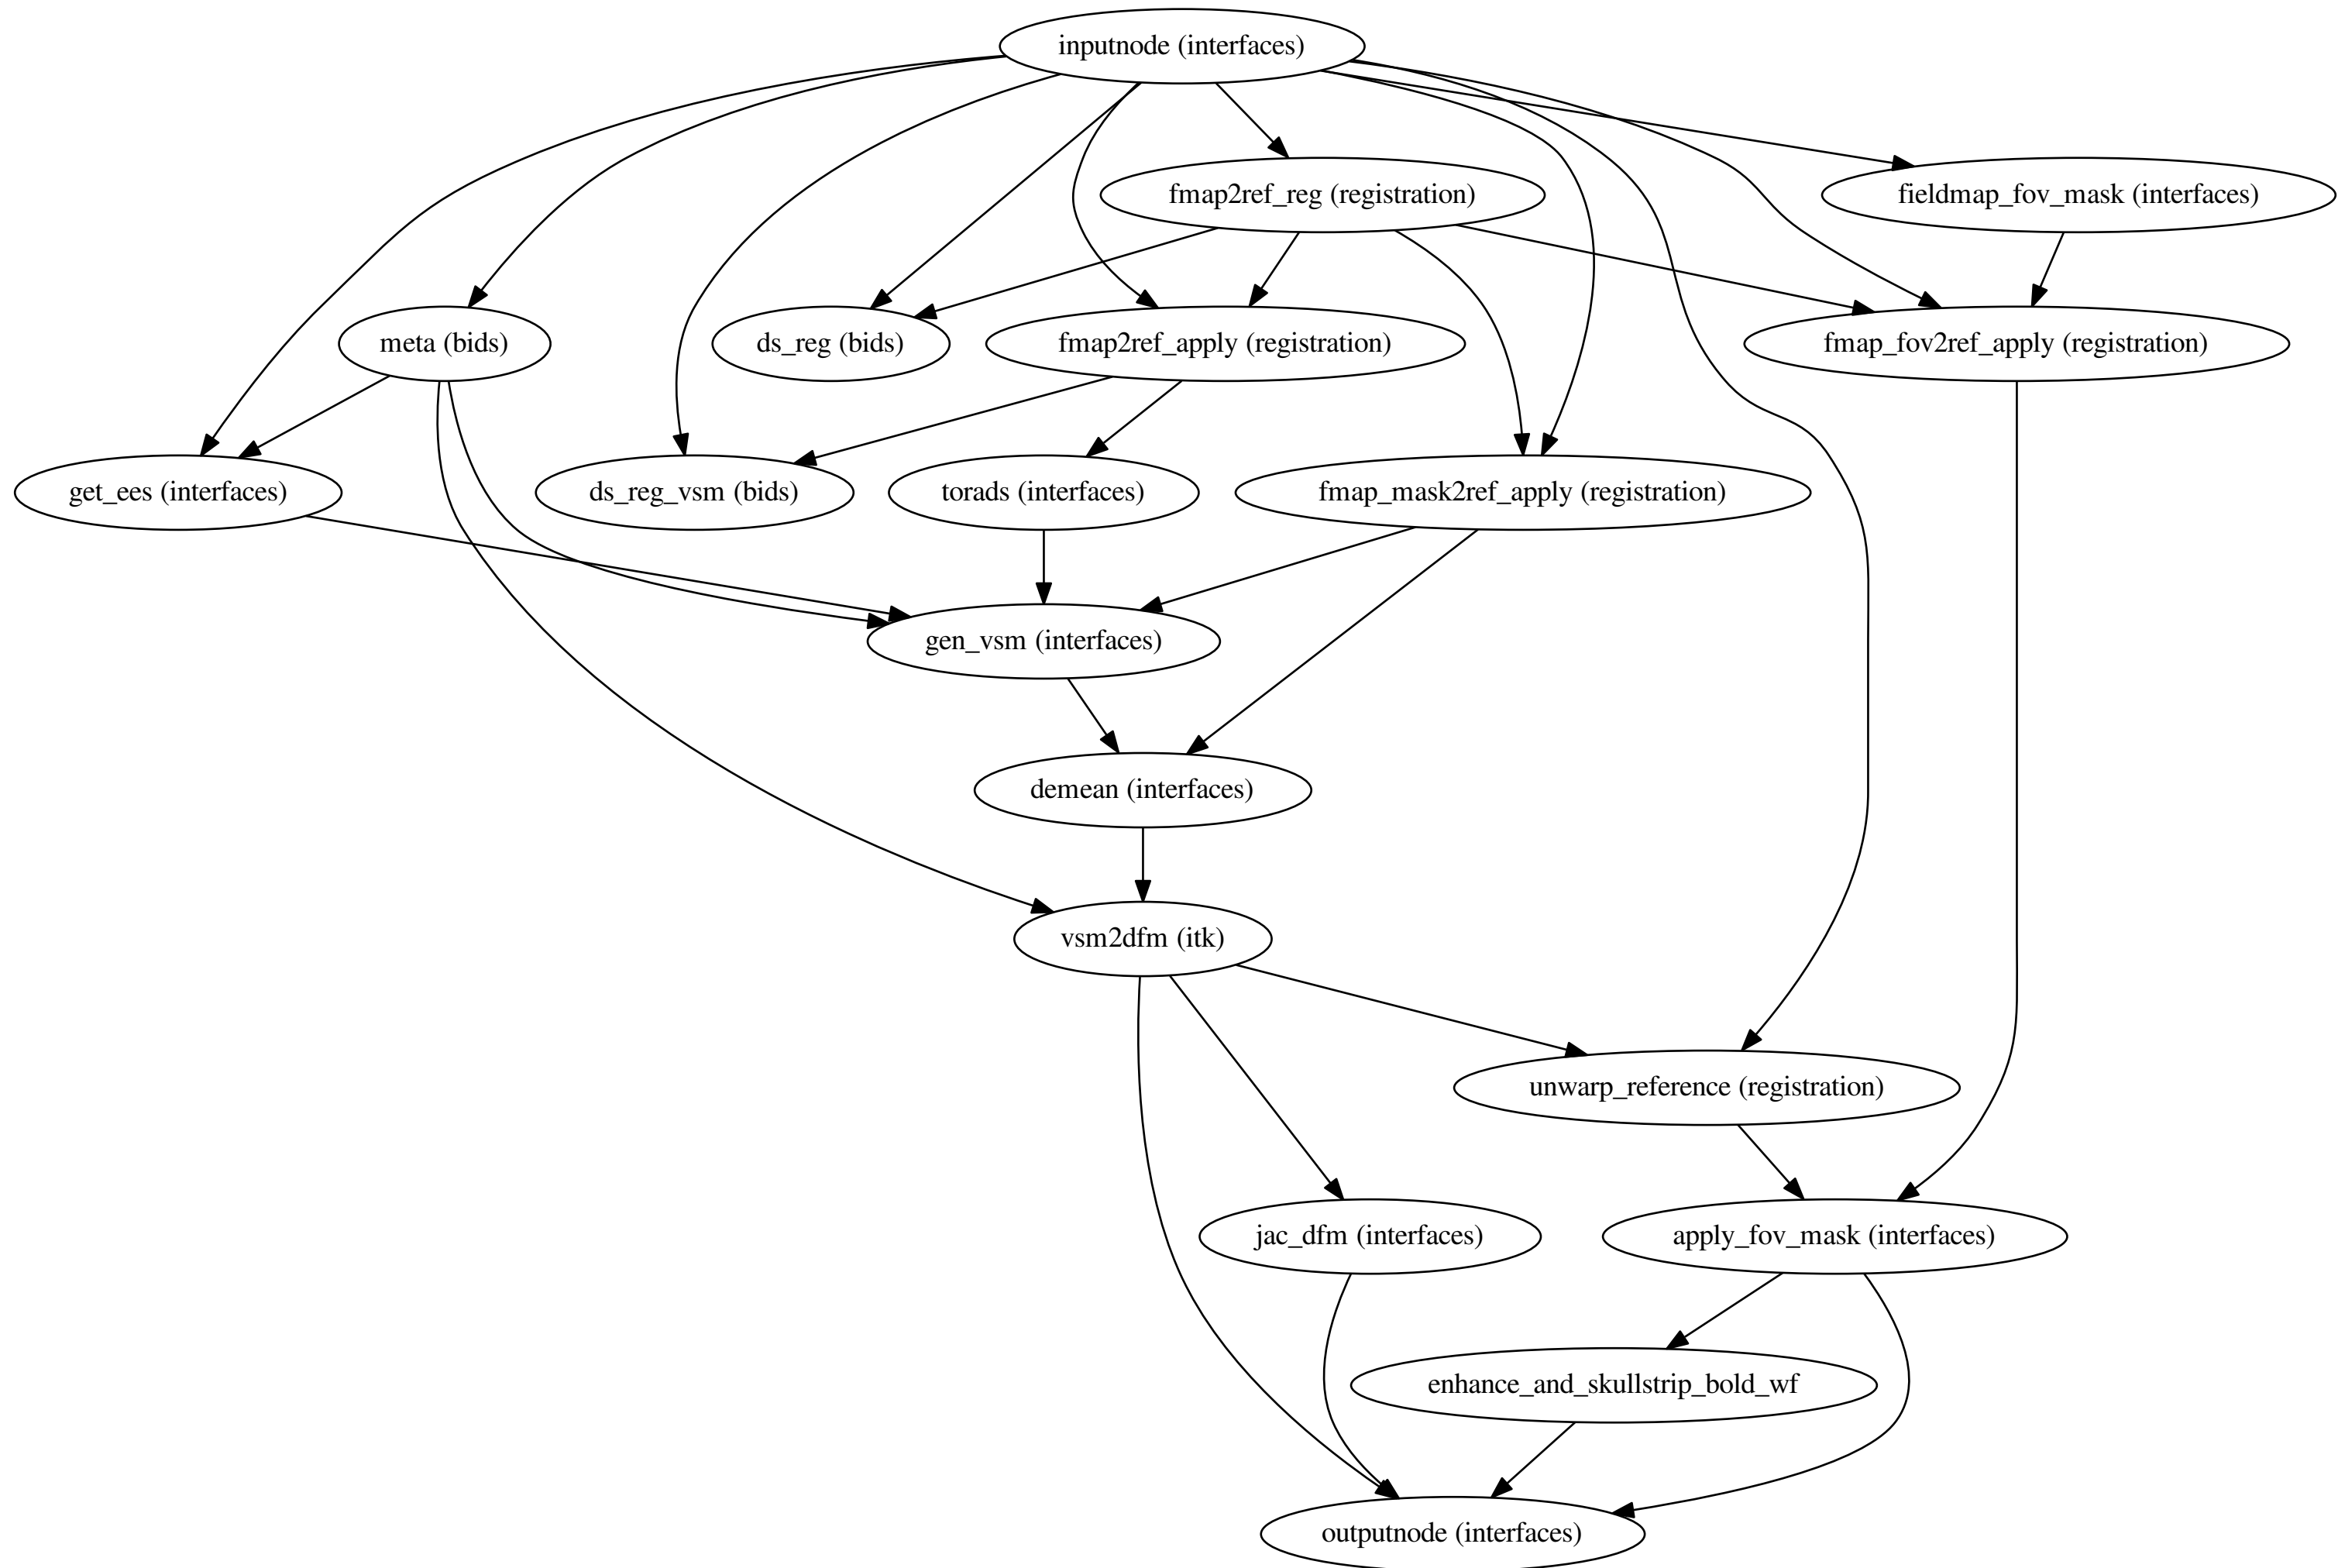 inputnode (interfaces)
fmap2ref_reg (registration)
fieldmap_fov_mask (interfaces)
meta (bids)
ds_reg (bids)
fmap2ref_apply (registration)
fmap_fov2ref_apply (registration)
get_ees (interfaces)
ds_reg_vsm (bids)
torads (interfaces)
fmap_mask2ref_apply (registration)
gen_vsm (interfaces)
demean (interfaces)
vsm2dfm (itk)
unwarp_reference (registration)
jac_dfm (interfaces)
apply_fov_mask (interfaces)
enhance_and_skullstrip_bold_wf
outputnode (interfaces)